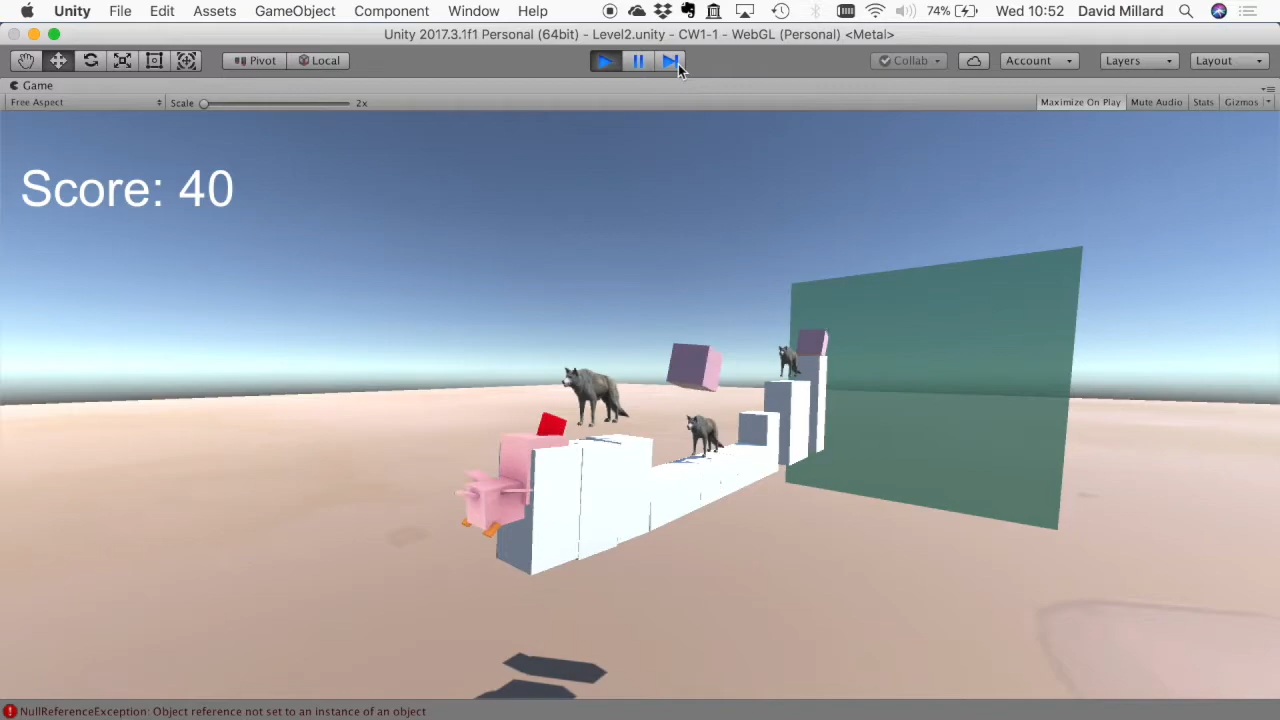 Unity File Edit Assets GameObject Component Window Help 74% Wed 10:52 David Millard
Unity 2017.3.1f1 Personal (64bit) - Level2.unity - CW1-1 - WebGL (Personal) <Metal>
Pivot Local Collab Account Layers Layout
Game
Free Aspect Scale 2x Maximize On Play Mute Audio Stats Gizmos
Score: 40
NullReferenceException: Object reference not set to an instance of an object